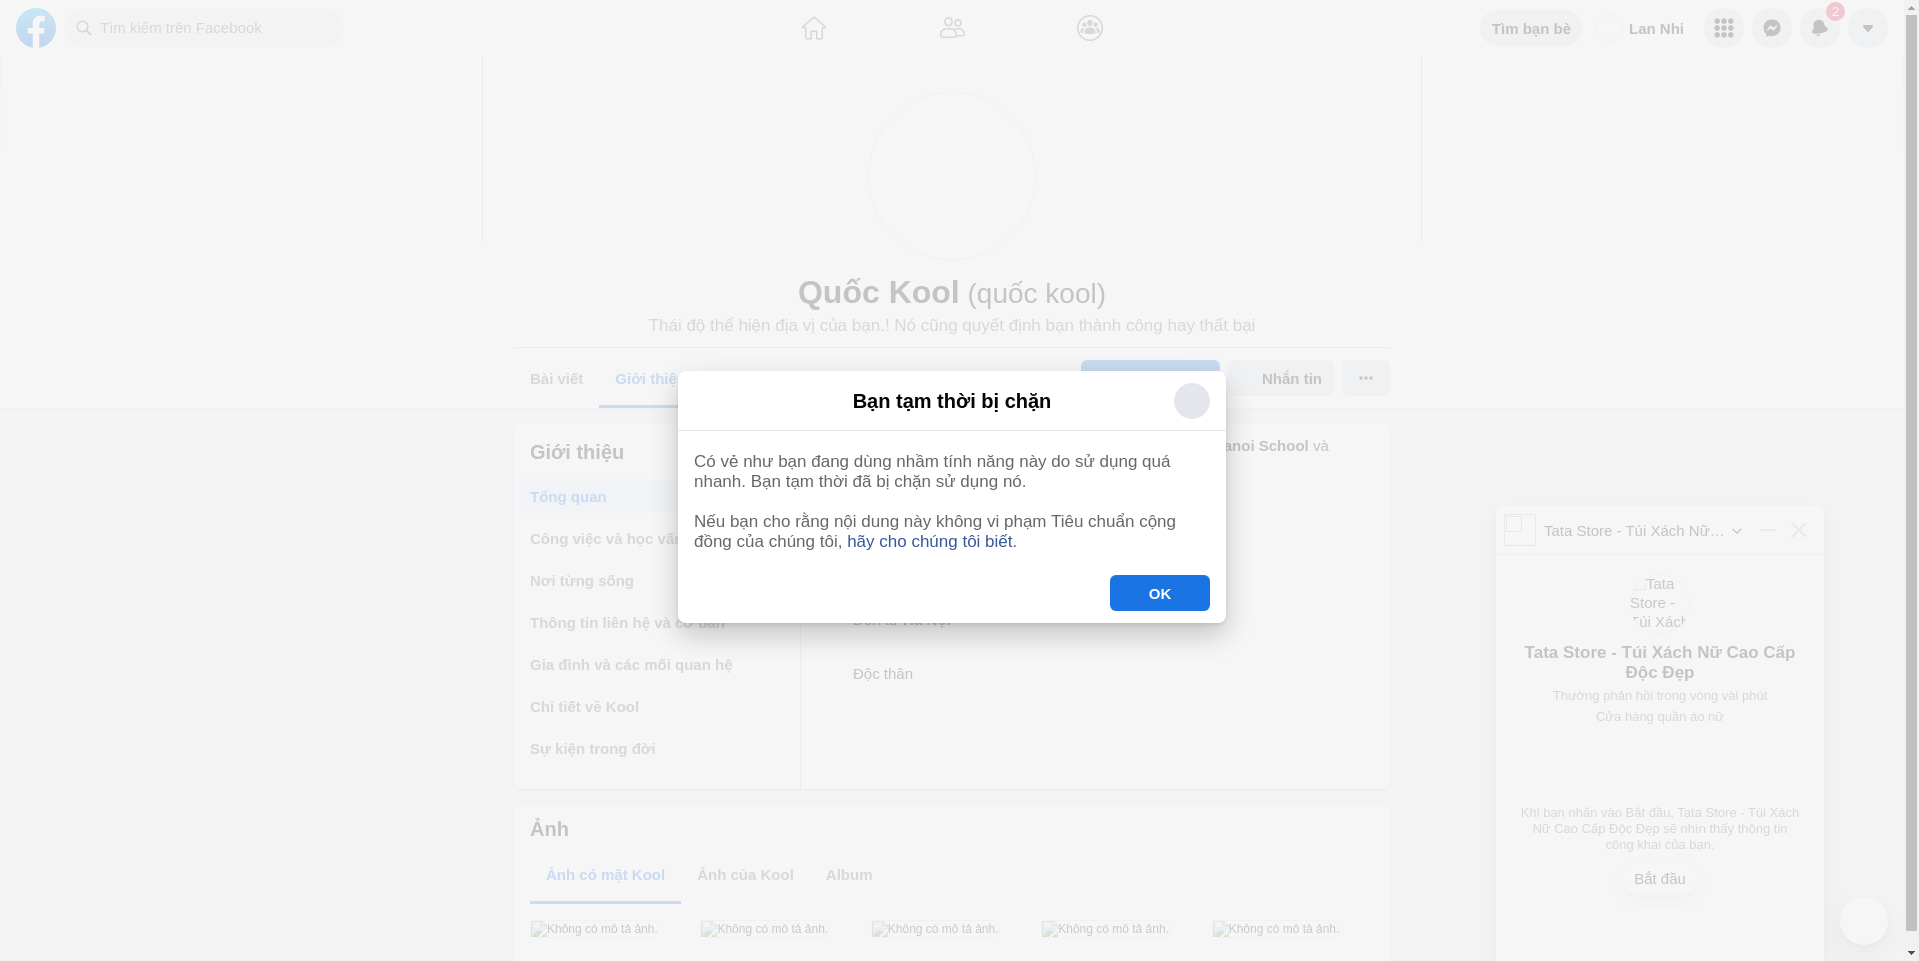 Tìm kiếm trên Facebook
Tìm bạn bè
Lan Nhi
2
Quốc Kool (quốc kool)
Thái độ thể hiện địa vị của bạn.! Nó cũng quyết định bạn thành công hay thất bại
Bài viết
Giới thiệu
Nhắn tin
Bạn tạm thời bị chặn
Có vẻ như bạn đang dùng nhầm tính năng này do sử dụng quá
nhanh. Bạn tạm thời đã bị chặn sử dụng nó.
Nếu bạn cho rằng nội dung này không vi phạm Tiêu chuẩn cộng
đồng của chúng tôi, hãy cho chúng tôi biết.
OK
Giới thiệu
anoi School và
Tổng quan
Công việc và học vấn
Nơi từng sống
Thông tin liên hệ và cơ bản
Gia đình và các mối quan hệ
Chi tiết về Kool
Sự kiện trong đời
Đến từ Hà Nội
Độc thân
Ảnh
Ảnh có mặt Kool
Ảnh của Kool
Album
Không có mô tả ảnh.
Không có mô tả ảnh.
Không có mô tả ảnh.
Không có mô tả ảnh.
Không có mô tả ảnh.
Tata Store - Túi Xách Nữ…
Tata
Store -
Túi Xách
Tata Store - Túi Xách Nữ Cao Cấp
Độc Đẹp
Thường phản hồi trong vòng vài phút
Cửa hàng quần áo nữ
Khi bạn nhấn vào Bắt đầu, Tata Store - Túi Xách
Nữ Cao Cấp Độc Đẹp sẽ nhìn thấy thông tin
công khai của bạn.
Bắt đầu